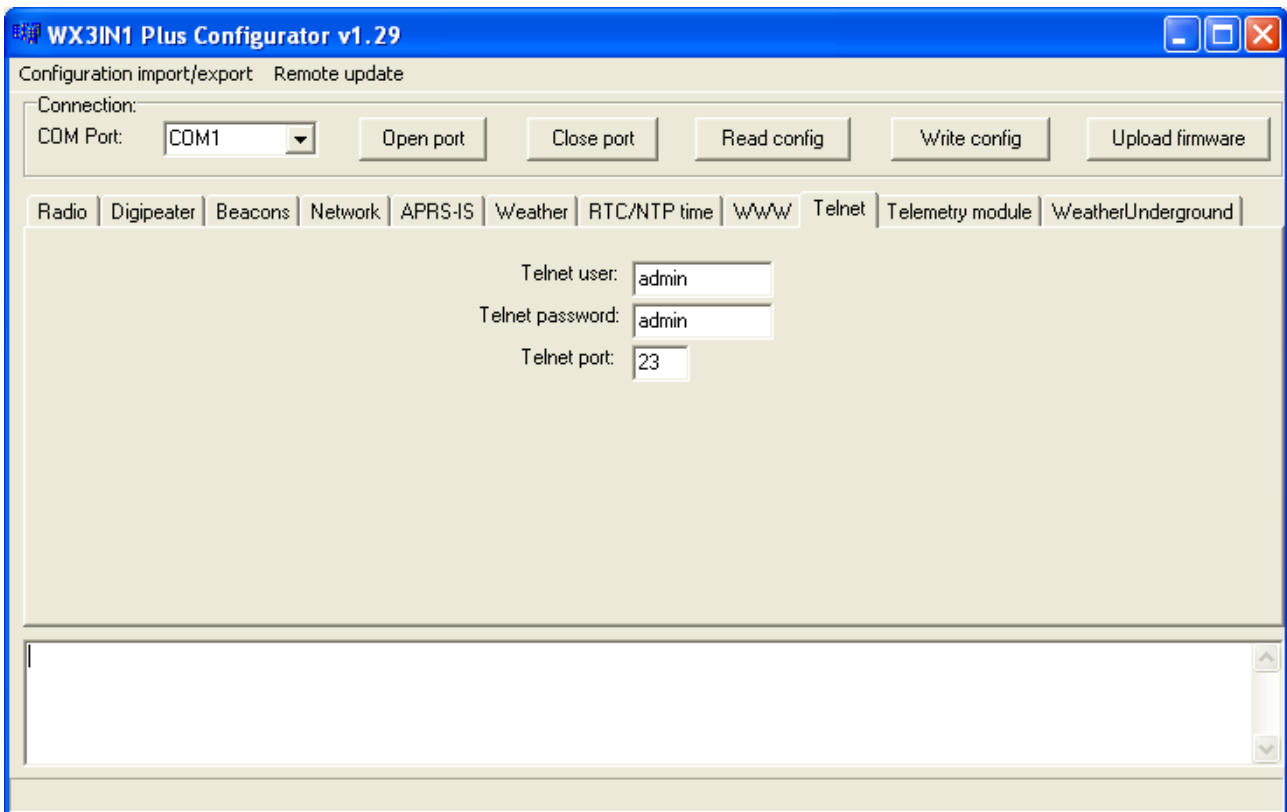 WX3IN1 Plus Configurator v1.29
Configuration import/export Remote update
Connection:
COM Port: COM1 Open port Close port Read config Write config Upload firmware
Radio Digipeater Beacons Network APRS-IS Weather RTC/NTP time WWW Telnet Telemetry module WeatherUnderground
Telnet user: admin
Telnet password: admin
Telnet port: 23